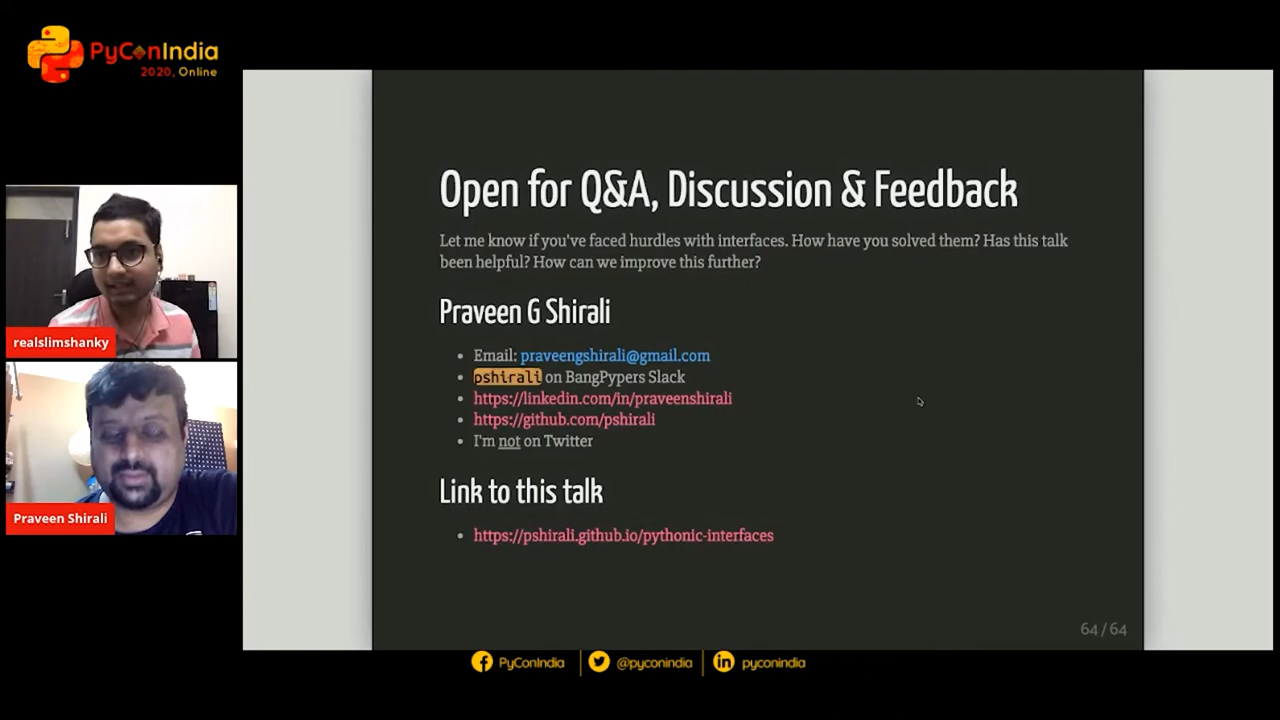 PyConIndia
2020, Online
Open for Q&A, Discussion & Feedback
Let me know if you've faced hurdles with interfaces. How have you solved them? Has this talk
been helpful? How can we improve this further?
Praveen G Shirali
Email: praveengshirali@gmail.com
pshirali on BangPypers Slack
https://linkedin.com/in/praveenshirali
https://github.com/pshirali
I'm not on Twitter
Link to this talk
https://pshirali.github.io/pythonic-interfaces
64 / 64
realslimshanky
Praveen Shirali
PyConIndia
@pyconindia
pyconindia